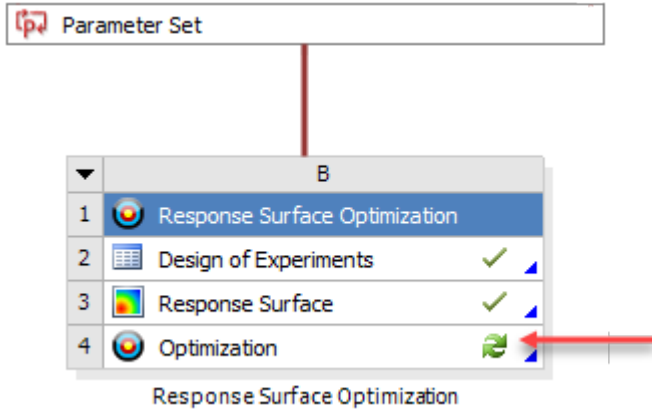 Parameter Set
B
1 Response Surface Optimization
2 Design of Experiments
3 Response Surface
4 Optimization
Response Surface Optimization